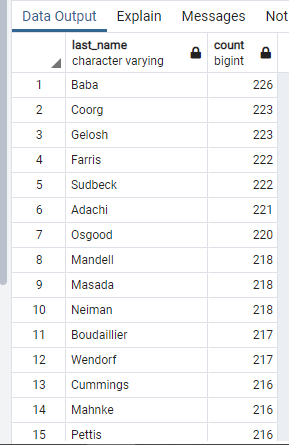 Data Output Explain Messages Not
last_name count
character varying bigint
1 Baba 226
2 Coorg 223
3 Gelosh 223
4 Farris 222
5 Sudbeck 222
6 Adachi 221
7 Osgood 220
8 Mandell 218
9 Masada 218
10 Neiman 218
11 Boudaillier 217
12 Wendorf 217
13 Cummings 216
14 Mahnke 216
15 Pettis 216